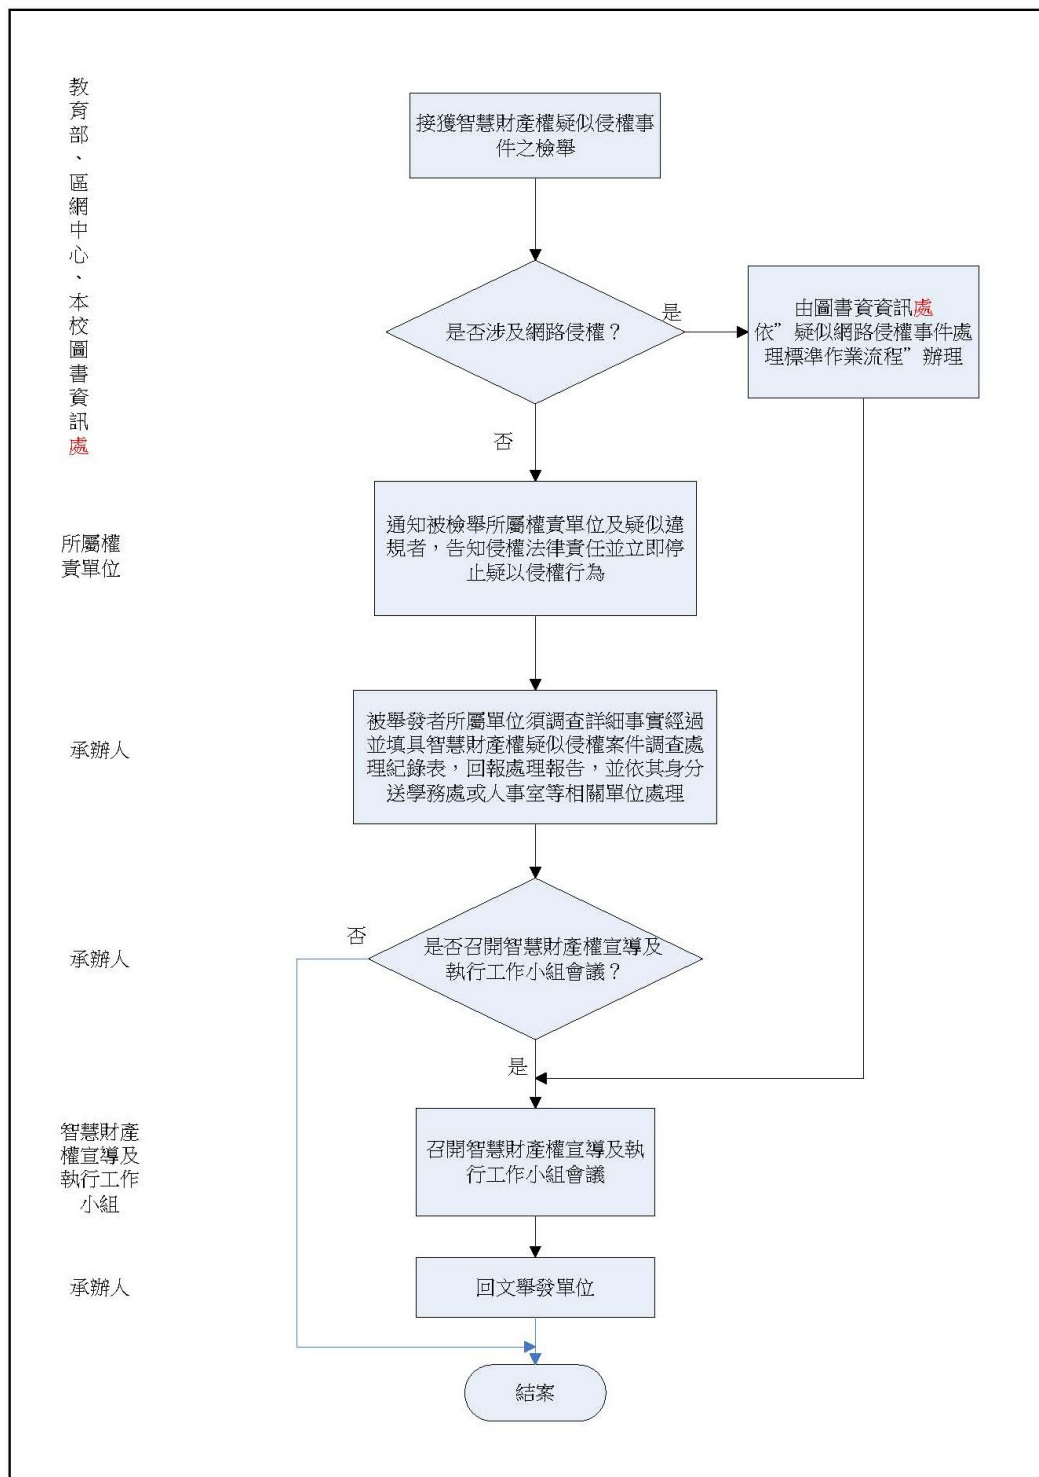 教育部、區網中心、本校圖書資訊處
接獲智慧財產權疑似侵權事
件之檢舉
是否涉及網路侵權？
是
由圖書資資訊處
依”疑似網路侵權事件處
理標準作業流程”辦理
否
所屬權
責單位
通知被檢舉所屬權責單位及疑似違
規者，告知侵權法律責任並立即停
止疑以侵權行為
承辦人
被舉發者所屬單位須調查詳細事實經過
並填具智慧財產權疑似侵權案件調查處
理紀錄表，回報處理報告，並依其身分
送學務處或人事室等相關單位處理
承辦人
否
是否召開智慧財產權宣導及
執行工作小組會議？
是
智慧財產
權宣導及
執行工作
小組
召開智慧財產權宣導及執
行工作小組會議
承辦人
回文舉發單位
結案